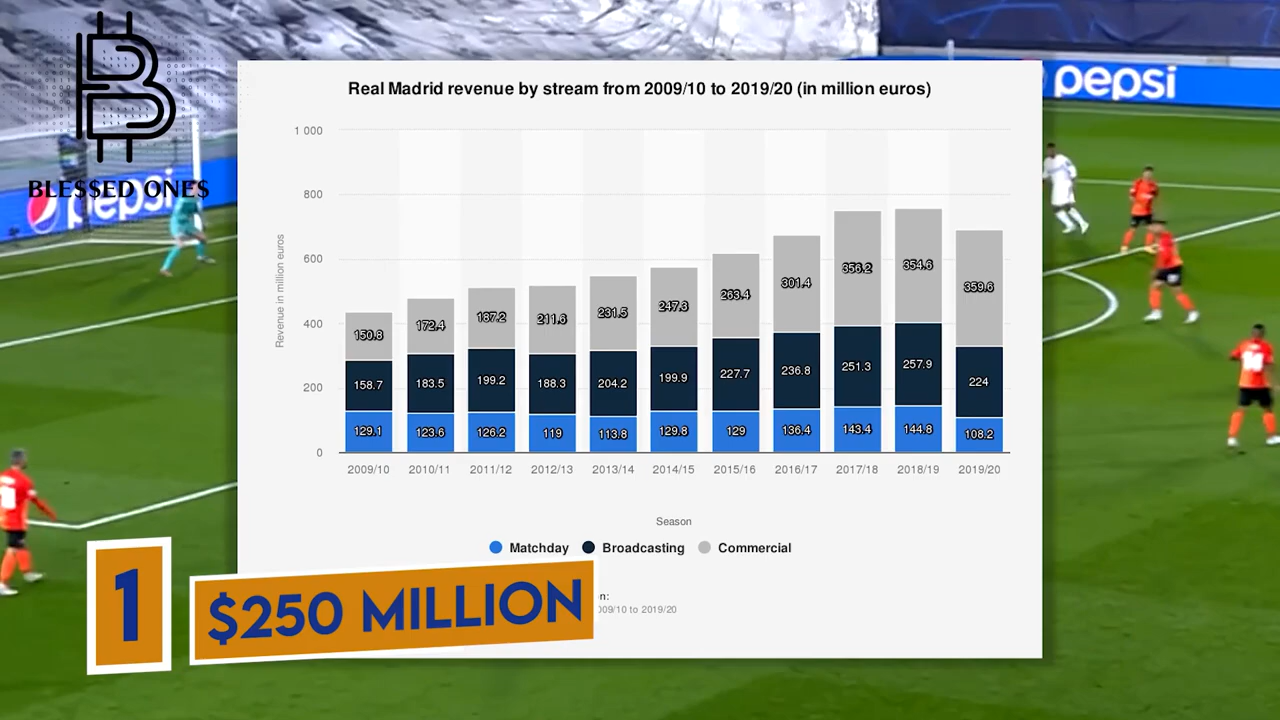 BLE$$ED ONE$
pepsi
pepsi
Real Madrid revenue by stream from 2009/10 to 2019/20 (in million euros)
Revenue in million euros
1 000
800
600
400
200
0
150.8 172.4 187.2 211.6 231.5 247.3 263.4 301.4 356.2 354.6 359.6
158.7 183.5 199.2 188.3 204.2 199.9 227.7 236.8 251.3 257.9 224
129.1 123.6 126.2 119 113.8 129.8 129 136.4 143.4 144.8 108.2
2009/10 2010/11 2011/12 2012/13 2013/14 2014/15 2015/16 2016/17 2017/18 2018/19 2019/20
Season
Matchday Broadcasting Commercial
n:
009/10 to 2019/20
1
$250 MILLION